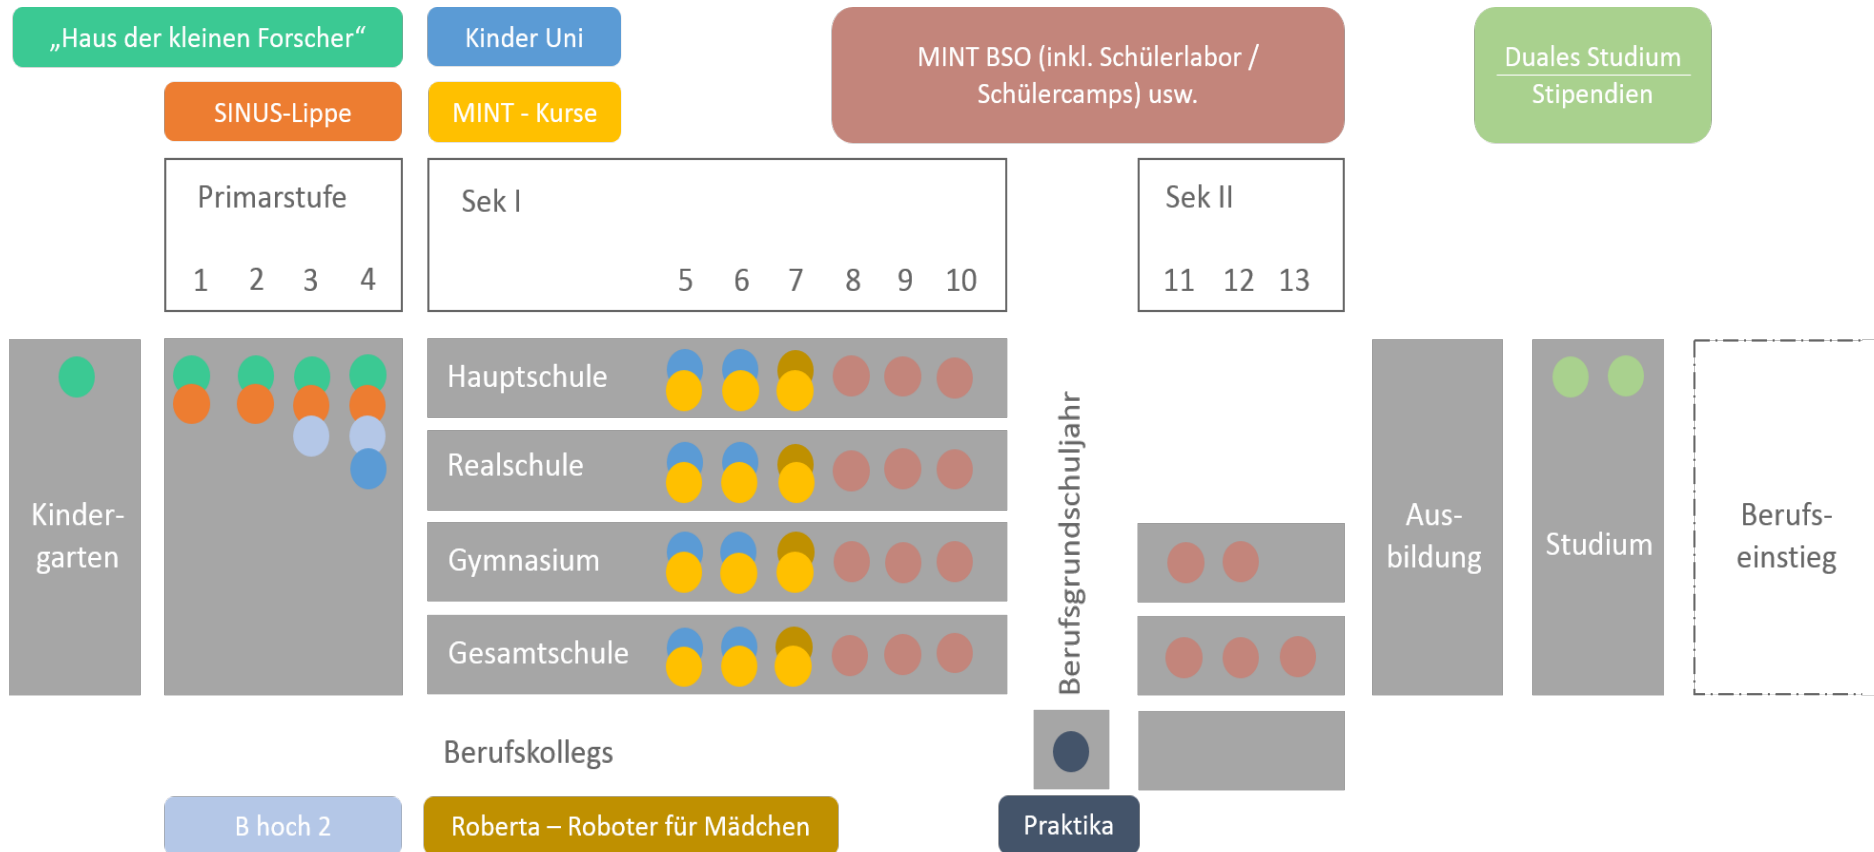 „Haus der kleinen Forscher“
Kinder Uni
MINT BSO (inkl. Schülerlabor /
Schülercamps) usw.
Duales Studium
Stipendien
SINUS-Lippe
MINT - Kurse
Primarstufe
1 2 3 4
Sek I
5 6 7 8 9 10
Sek II
11 12 13
Kinder-
garten
Hauptschule
Realschule
Gymnasium
Gesamtschule
Berufskollegs
Berufsgrundschuljahr
Aus-
bildung
Studium
Berufs-
einstieg
B hoch 2
Roberta – Roboter für Mädchen
Praktika